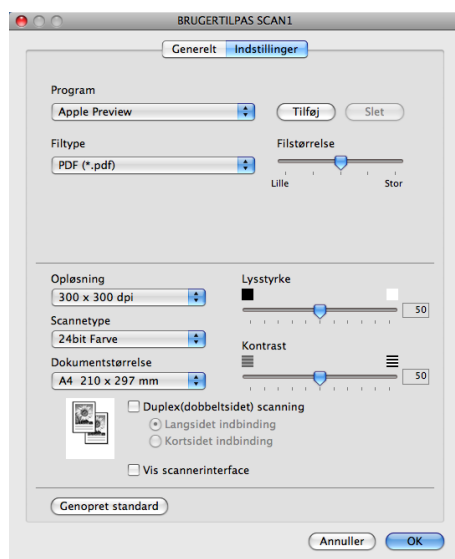 BRUGERTILPAS SCAN1
Generelt Indstillinger
Program
Apple Preview Tilføj Slet
Filtype Filstørrelse
PDF (*.pdf)
Lille Stor
Opløsning Lysstyrke
300 x 300 dpi 50
Scannetype
24bit Farve Kontrast
Dokumentstørrelse
A4 210 x 297 mm 50
Duplex(dobbeltsidet) scanning
Langsidet indbinding
Kortsidet indbinding
Vis scannerinterface
Genopret standard
Annuller OK